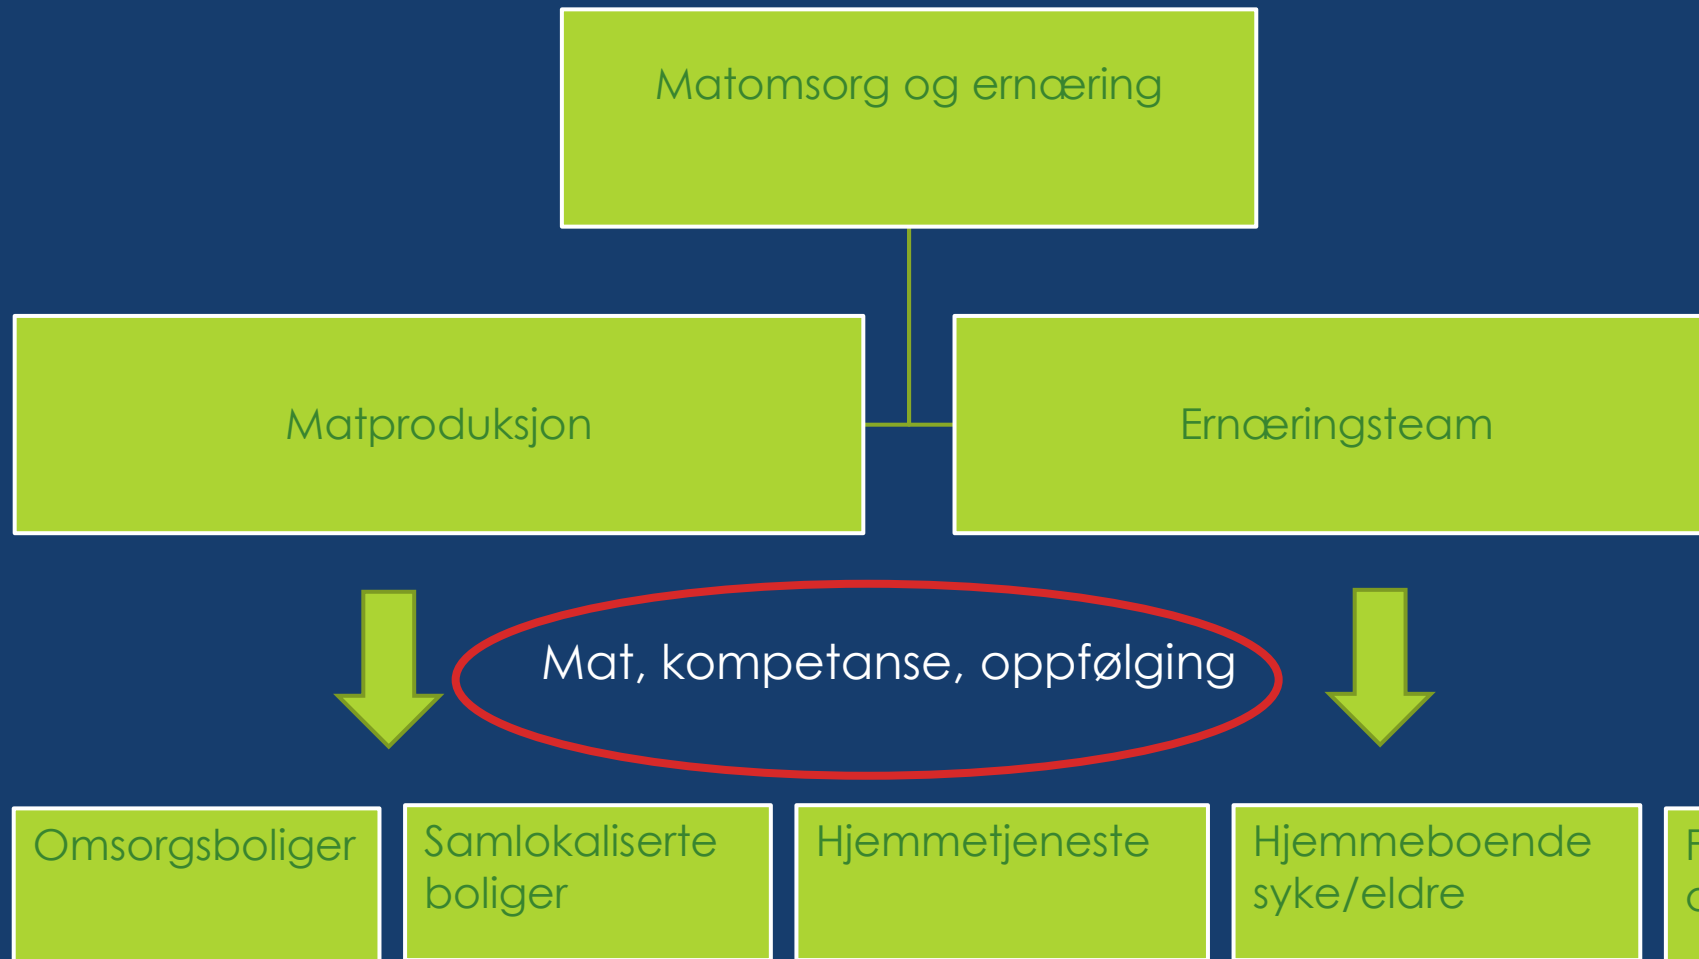 Matomsorg og ernæring
Matproduksjon
Ernæringsteam
Mat, kompetanse, oppfølging
Omsorgsboliger
Samlokaliserte
boliger
Hjemmetjeneste
Hjemmeboende
syke/eldre